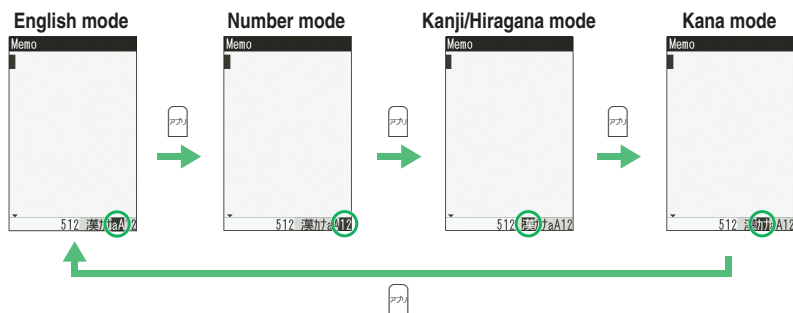 English mode
Number mode
Kanji/Hiragana mode
Kana mode
Memo
Memo
Memo
Memo
アプリ
アプリ
アプリ
512 漢カナaA12
512 漢カナaA12
512 漢カナaA12
512 漢カナaA12
アプリ